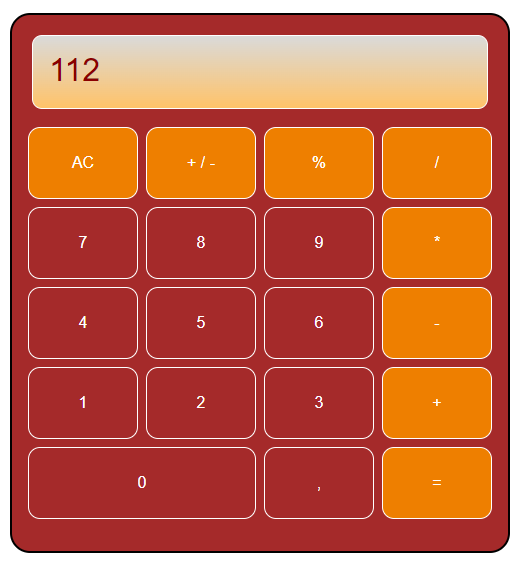 112
AC + / - % /
7 8 9 *
4 5 6 -
1 2 3 +
0 , =